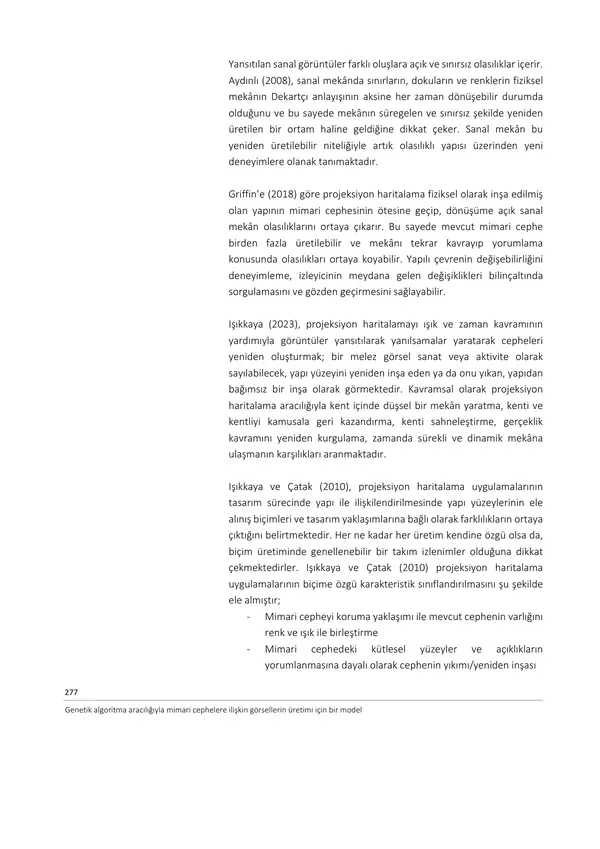 Yansıtılan sanal görüntüler farklı oluşlara açık ve sınırsız olasılıklar içerir.
Aydınlı (2008), sanal mekânda sınırların, dokuların ve renklerin fiziksel
mekânın Dekartçı anlayışının aksine her zaman dönüşebilir durumda
olduğunu ve bu sayede mekânın süregelen ve sınırsız şekilde yeniden
üretilen bir ortam haline geldiğine dikkat çeker. Sanal mekân bu
yeniden üretilebilir niteliğiyle artık olasılıklı yapısı üzerinden yeni
deneyimlere olanak tanımaktadır.
Griffin’e (2018) göre projeksiyon haritalama fiziksel olarak inşa edilmiş
olan yapının mimari cephesinin ötesine geçip, dönüşüme açık sanal
mekân olasılıklarını ortaya çıkarır. Bu sayede mevcut mimari cephe
birden fazla üretilebilir ve mekânı tekrar kavrayıp yorumlama
konusunda olasılıkları ortaya koyabilir. Yapılı çevrenin değişebilirliğini
deneyimleme, izleyicinin meydana gelen değişiklikleri bilinçaltında
sorgulamasını ve gözden geçirmesini sağlayabilir.
Işıkkaya (2023), projeksiyon haritalamayı ışık ve zaman kavramının
yardımıyla görüntüler yansıtılarak yanılsamalar yaratarak cepheleri
yeniden oluşturmak; bir melez görsel sanat veya aktivite olarak
sayılabilecek, yapı yüzeyini yeniden inşa eden ya da onu yıkan, yapıdan
bağımsız bir inşa olarak görmektedir. Kavramsal olarak projeksiyon
haritalama aracılığıyla kent içinde düşsel bir mekân yaratma, kenti ve
kentliyi kamusala geri kazandırma, kenti sahneleştirme, gerçeklik
kavramını yeniden kurgulama, zamanda sürekli ve dinamik mekâna
ulaşmanın karşılıkları aranmaktadır.
Işıkkaya ve Çatak (2010), projeksiyon haritalama uygulamalarının
tasarım sürecinde yapı ile ilişkilendirilmesinde yapı yüzeylerinin ele
alınış biçimleri ve tasarım yaklaşımlarına bağlı olarak farklılıkların ortaya
çıktığını belirtmektedir. Her ne kadar her üretim kendine özgü olsa da,
biçim üretiminde genellenebilir bir takım izlenimler olduğuna dikkat
çekmektedirler. Işıkkaya ve Çatak (2010) projeksiyon haritalama
uygulamalarının biçime özgü karakteristik sınıflandırılmasını şu şekilde
ele almıştır;
- Mimari cepheyi koruma yaklaşımı ile mevcut cephenin varlığını
renk ve ışık ile birleştirme
- Mimari cephedeki kütlesel yüzeyler ve açıklıkların
yorumlanmasına dayalı olarak cephenin yıkımı/yeniden inşası
277
Genetik algoritma aracılığıyla mimari cephelere ilişkin görsellerin üretimi için bir model